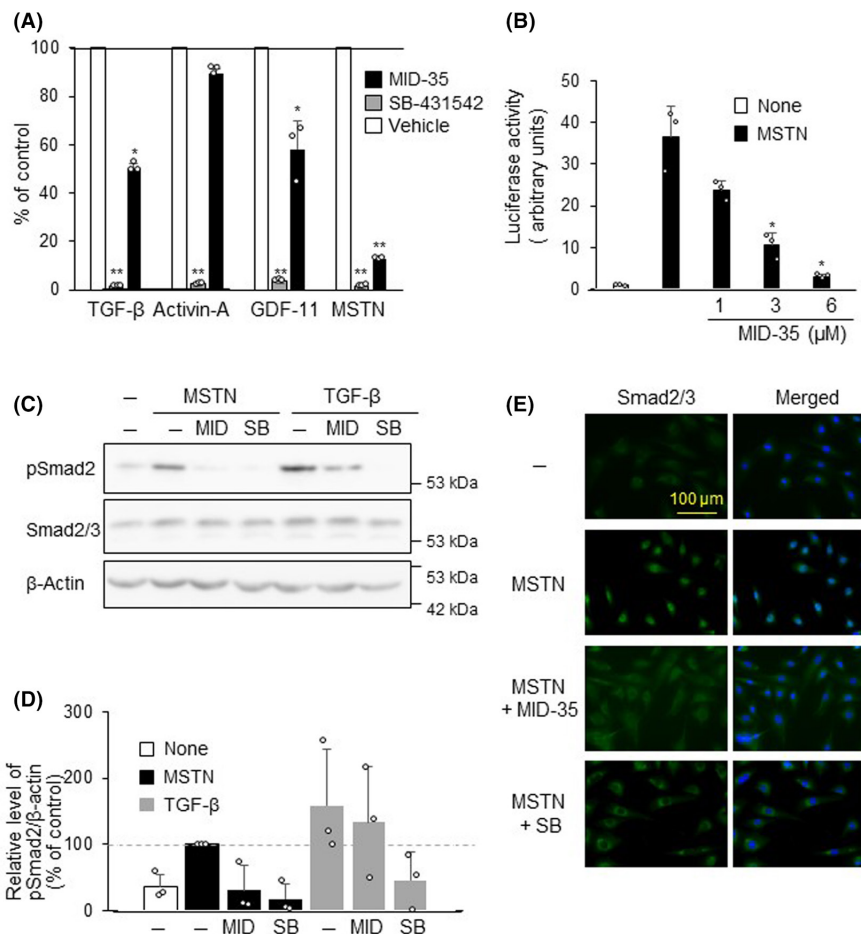 (A)
100
80
60
40
20
0
% of control
MID-35
SB-431542
Vehicle
*
**
**
*
**
**
**
TGF-β Activin-A GDF-11 MSTN
(B)
50
40
30
20
10
0
Luciferase activity
( arbitrary units)
None
MSTN
*
*
1 3 6
MID-35 (μM)
(C)
– MSTN TGF-β
– – MID SB – MID SB
pSmad2
53 kDa
Smad2/3
53 kDa
β-Actin
53 kDa
42 kDa
(D)
300
200
100
0
Relative level of
pSmad2/β-actin
(% of control)
None
MSTN
TGF-β
– – MID SB – MID SB
(E)
Smad2/3 Merged
–
100 μm
MSTN
MSTN
+ MID-35
MSTN
+ SB